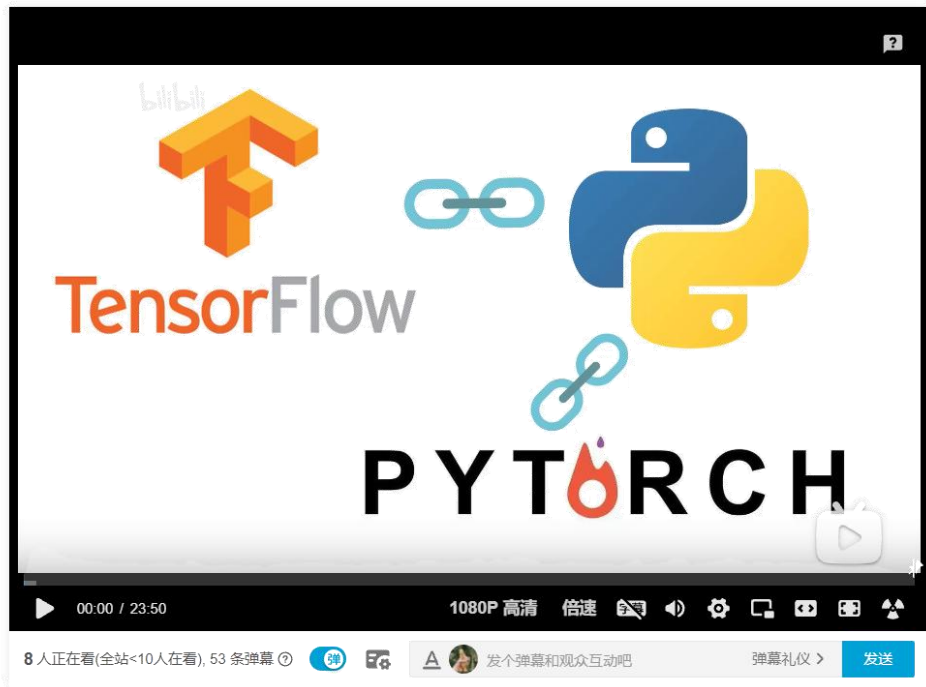 bilibili
TensorFlow
PYTORCH
00:00 / 23:50 1080P 高清 倍速 字幕
8 人正在看(全站<10人在看), 53 条弹幕 弹 A 发个弹幕和观众互动吧 弹幕礼仪 > 发送